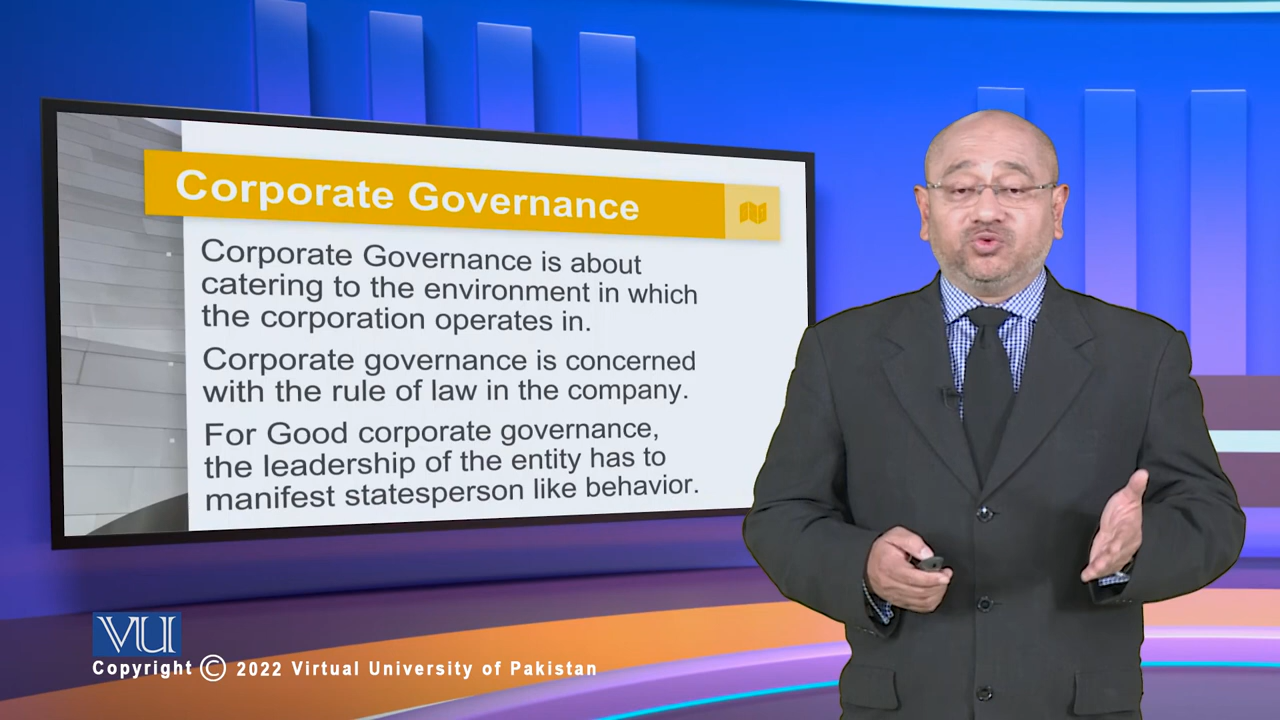 Corporate Governance
Corporate Governance is about
catering to the environment in which
the corporation operates in.
Corporate governance is concerned
with the rule of law in the company.
For Good corporate governance,
the leadership of the entity has to
manifest statesperson like behavior.
VU
Copyright © 2022 Virtual University of Pakistan